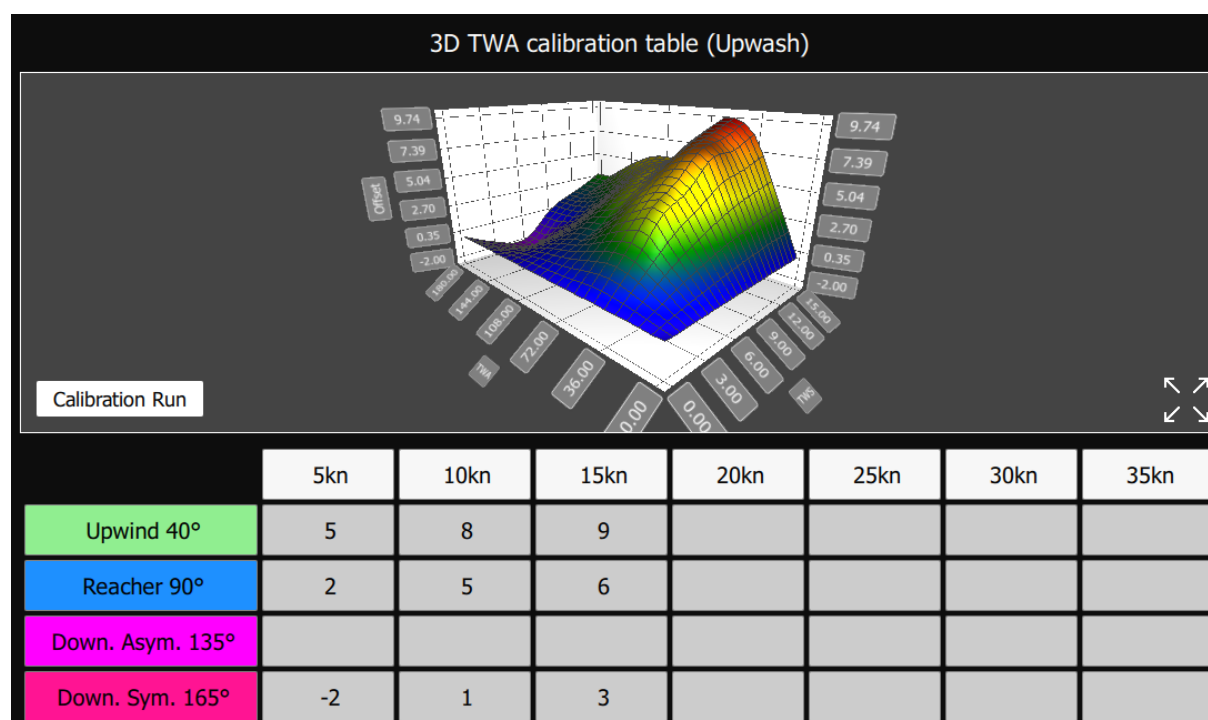 3D TWA calibration table (Upwash)
9.74
7.39
5.04
2.70
0.35
-2.00
Offset
9.74
7.39
5.04
2.70
0.35
-2.00
180.00
144.00
108.00
72.00
36.00
0.00
TWA
15.00
12.00
9.00
6.00
3.00
0.00
TWS
Calibration Run
5kn 10kn 15kn 20kn 25kn 30kn 35kn
Upwind 40° 5 8 9
Reacher 90° 2 5 6
Down. Asym. 135°
Down. Sym. 165° -2 1 3